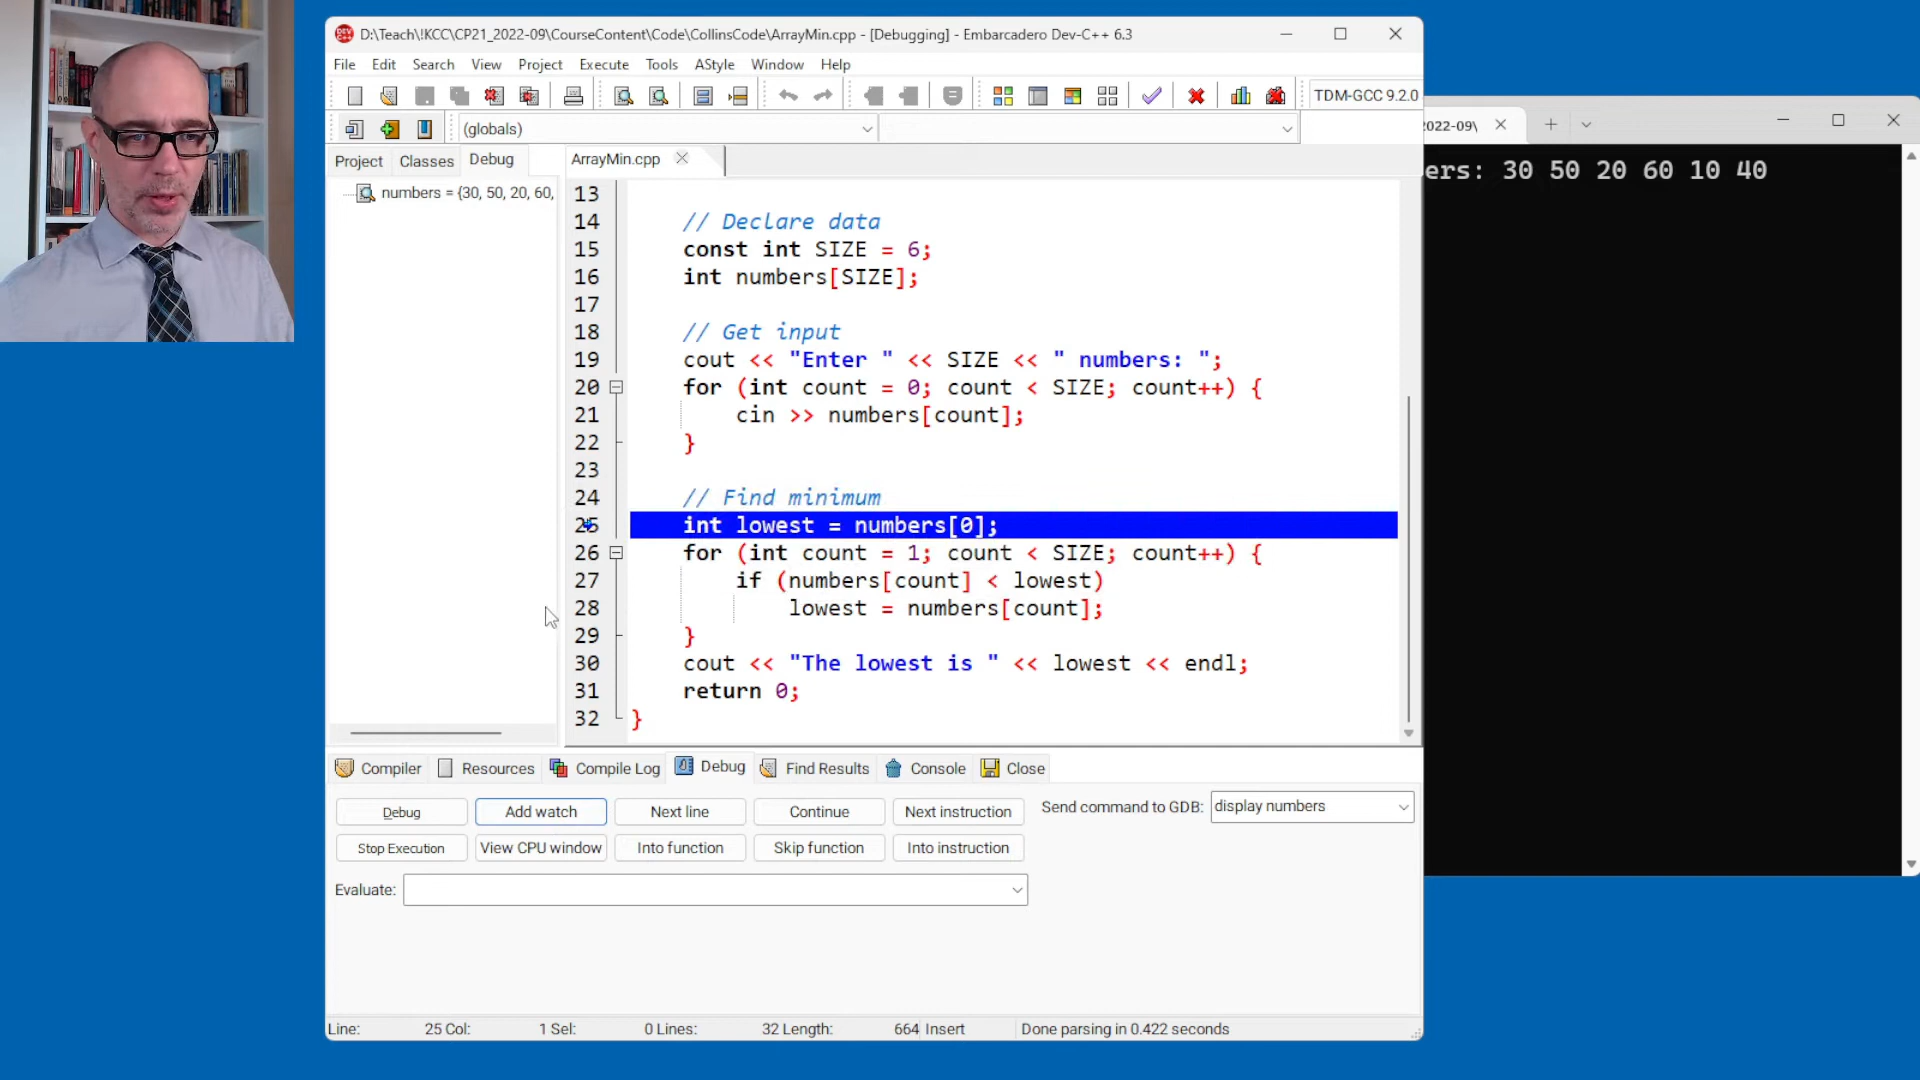 D:\Teach\!KCC\CP21_2022-09\CourseContent\Code\CollinsCode\ArrayMin.cpp - [Debugging] - Embarcadero Dev-C++ 6.3
File Edit Search View Project Execute Tools AStyle Window Help
TDM-GCC 9.2.0
(globals)
2022-09\
Project Classes Debug
ArrayMin.cpp
numbers = {30, 50, 20, 60,
ers: 30 50 20 60 10 40
13
14 // Declare data
15 const int SIZE = 6;
16 int numbers[SIZE];
17
18 // Get input
19 cout << "Enter " << SIZE << " numbers: ";
20 for (int count = 0; count < SIZE; count++) {
21 cin >> numbers[count];
22 }
23
24 // Find minimum
25 int lowest = numbers[0];
26 for (int count = 1; count < SIZE; count++) {
27 if (numbers[count] < lowest)
28 lowest = numbers[count];
29 }
30 cout << "The lowest is " << lowest << endl;
31 return 0;
32 }
Compiler Resources Compile Log Debug Find Results Console Close
Debug Add watch Next line Continue Next instruction Send command to GDB: display numbers
Stop Execution View CPU window Into function Skip function Into instruction
Evaluate:
Line: 25 Col: 1 Sel: 0 Lines: 32 Length: 664 Insert Done parsing in 0.422 seconds